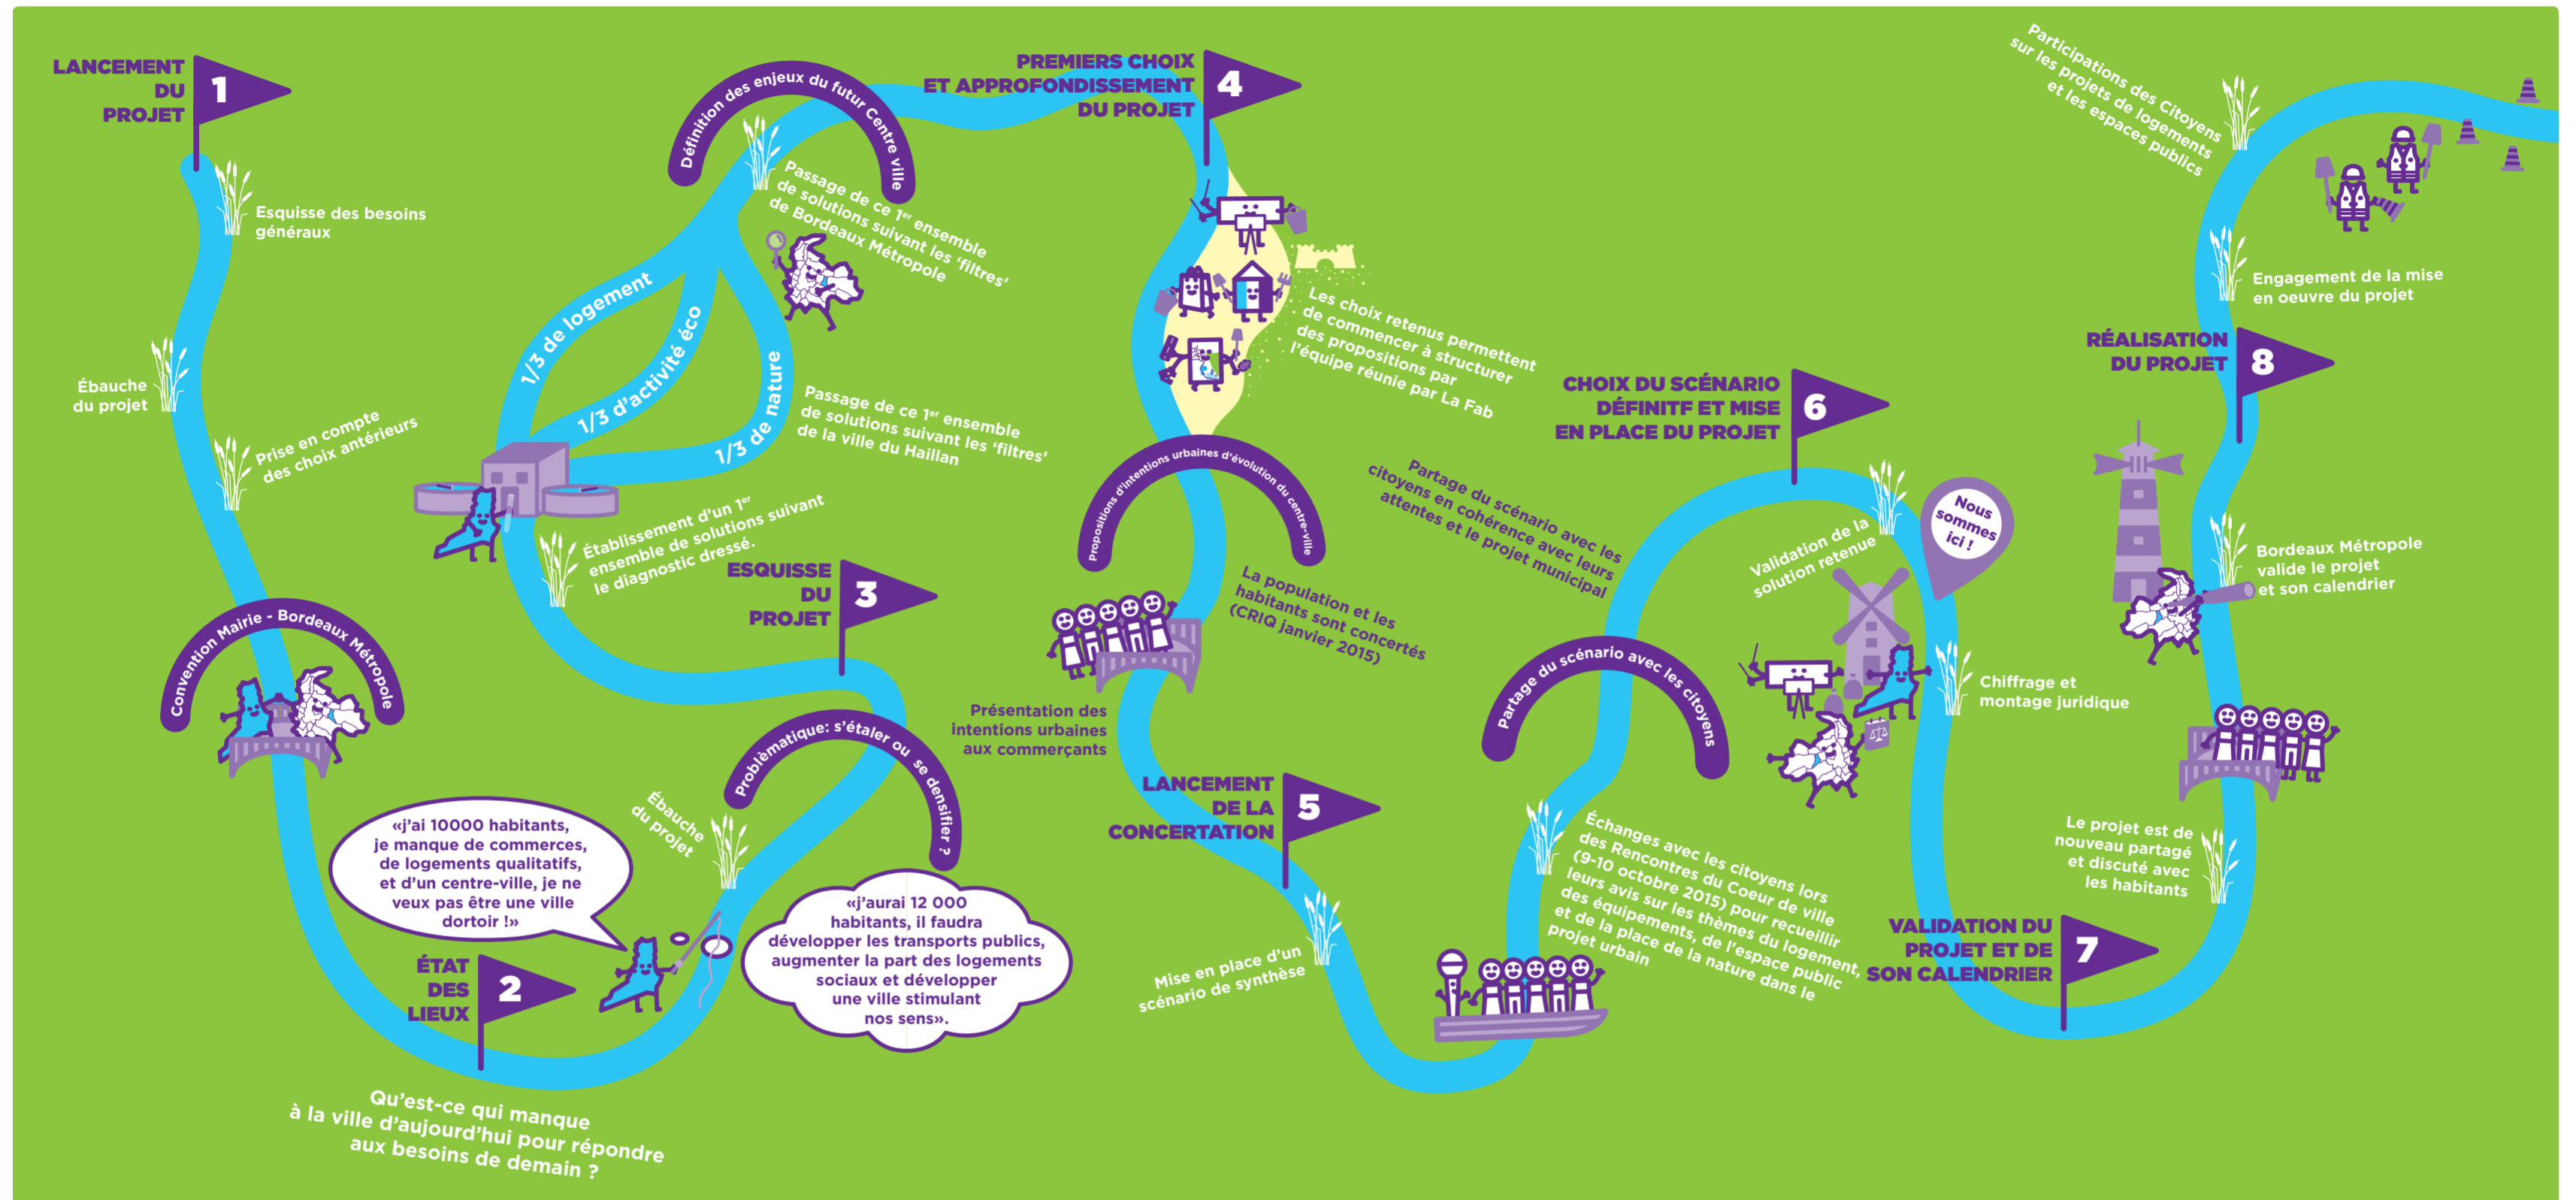 LANCEMENT
DU
PROJET
1
Esquisse des besoins
généraux
Ébauche
du projet
Prise en compte
des choix antérieurs
Convention Mairie - Bordeaux Métropole
«j'ai 10000 habitants,
je manque de commerces,
de logements qualitatifs,
et d'un centre-ville, je ne
veux pas être une ville
dortoir !»
ÉTAT
DES
LIEUX
2
Qu'est-ce qui manque
à la ville d'aujourd'hui pour répondre
aux besoins de demain ?
Ébauche
du projet
«j'aurai 12 000
habitants, il faudra
développer les transports publics,
augmenter la part des logements
sociaux et développer
une ville stimulant
nos sens».
Problèmatique: s'étaler ou se densifier ?
ESQUISSE
DU
PROJET
3
Établissement d'un 1er
ensemble de solutions suivant
le diagnostic dressé.
1/3 de logement
1/3 d'activité éco
1/3 de nature
Passage de ce 1er ensemble
de solutions suivant les 'filtres'
de la ville du Haillan
Passage de ce 1er ensemble
de solutions suivant les 'filtres'
de Bordeaux Métropole
Définition des enjeux du futur Centre ville
PREMIERS CHOIX
ET APPROFONDISSEMENT
DU PROJET
4
Les choix retenus permettent
de commencer à structurer
des propositions par
l'équipe réunie par La Fab
Propositions d'intentions urbaines d'évolution du centre-ville
La population et les
habitants sont concertés
(CRIQ janvier 2015)
Présentation des
intentions urbaines
aux commerçants
LANCEMENT
DE LA
CONCERTATION
5
Mise en place d'un
scénario de synthèse
Échanges avec les citoyens lors
des Rencontres du Coeur de ville
(9-10 octobre 2015) pour recueillir
leurs avis sur les thèmes du logement,
des équipements, de l'espace public
et de la place de la nature dans le
projet urbain
Partage du scénario avec les citoyens
Partage du scénario avec les
citoyens en cohérence avec leurs
attentes et le projet municipal
CHOIX DU SCÉNARIO
DÉFINITF ET MISE
EN PLACE DU PROJET
6
Validation de la
solution retenue
Nous
sommes
ici !
Chiffrage et
montage juridique
VALIDATION DU
PROJET ET DE
SON CALENDRIER
7
Le projet est de
nouveau partagé
et discuté avec
les habitants
Bordeaux Métropole
valide le projet
et son calendrier
RÉALISATION
DU PROJET
8
Engagement de la mise
en oeuvre du projet
Participations des Citoyens
sur les projets de logements
et les espaces publics